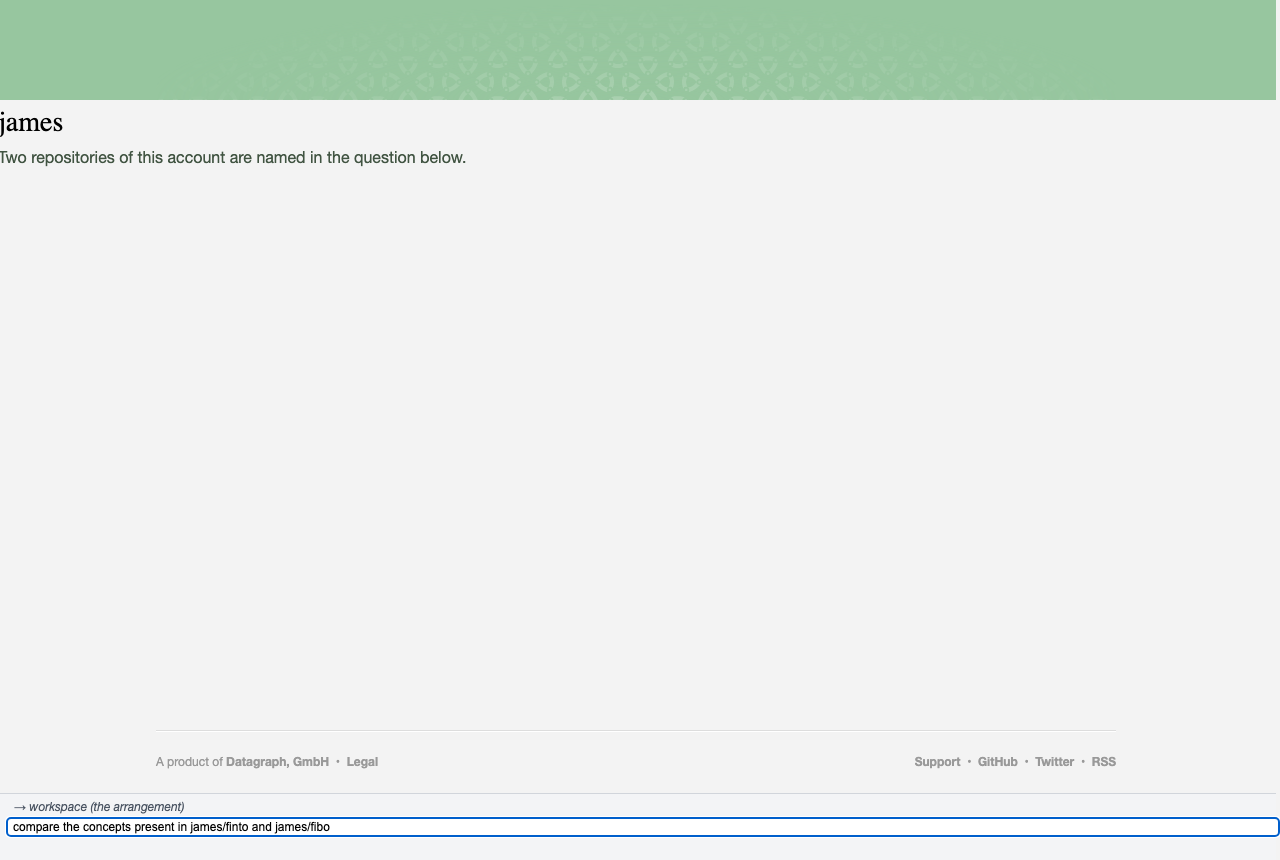 james
Two repositories of this account are named in the question below.
A product of Datagraph, GmbH • Legal
Support • GitHub • Twitter • RSS
→ workspace (the arrangement)
compare the concepts present in james/finto and james/fibo